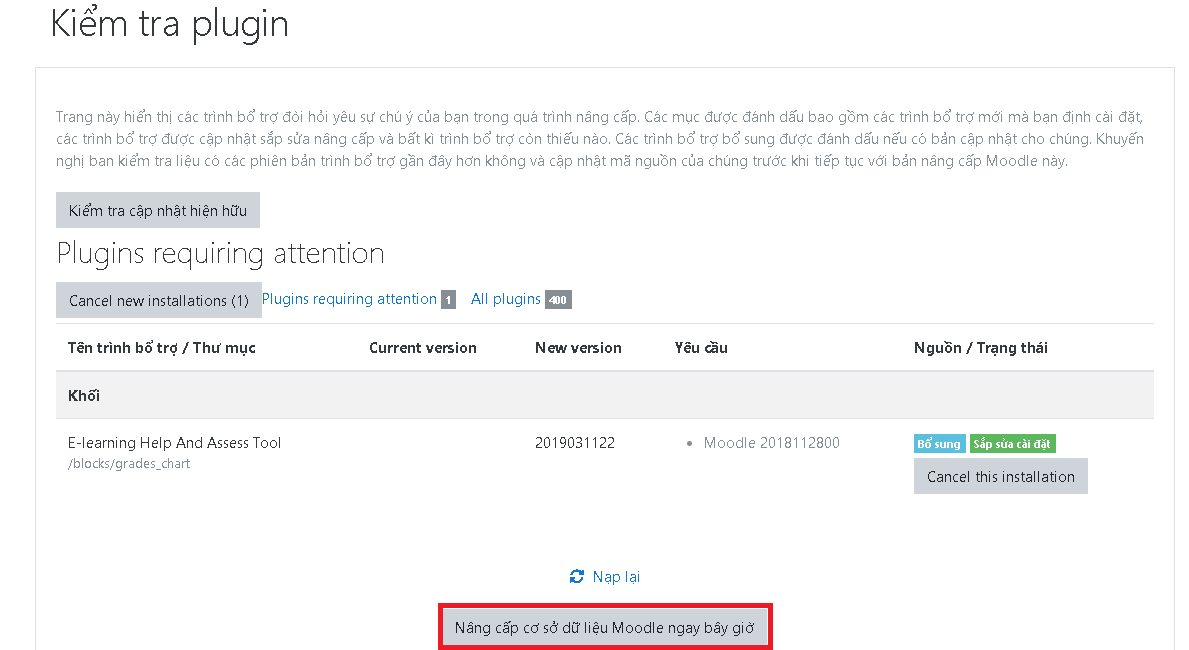 Kiểm tra plugin
Trang này hiển thị các trình bổ trợ đòi hỏi yêu sự chú ý của bạn trong quá trình nâng cấp. Các mục được đánh dấu bao gồm các trình bổ trợ mới mà bạn định cài đặt,
các trình bổ trợ được cập nhật sắp sửa nâng cấp và bất kì trình bổ trợ còn thiếu nào. Các trình bổ trợ bổ sung được đánh dấu nếu có bản cập nhật cho chúng. Khuyến
nghị bạn kiểm tra liệu có các phiên bản trình bổ trợ gần đây hơn không và cập nhật mã nguồn của chúng trước khi tiếp tục với bản nâng cấp Moodle này.
Kiểm tra cập nhật hiện hữu
Plugins requiring attention
Cancel new installations (1) Plugins requiring attention 1 All plugins 400
Tên trình bổ trợ / Thư mục Current version New version Yêu cầu Nguồn / Trạng thái
Khối
E-learning Help And Assess Tool 2019031122 • Moodle 2018112800 Bổ sung Sắp sửa cài đặt
/blocks/grades_chart
Cancel this installation
Nạp lại
Nâng cấp cơ sở dữ liệu Moodle ngay bây giờ